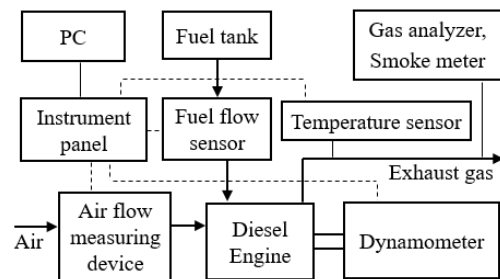 PC
Fuel tank
Gas analyzer,
Smoke meter
Instrument
panel
Fuel flow
sensor
Temperature sensor
Exhaust gas
Air
Air flow
measuring
device
Diesel
Engine
Dynamometer